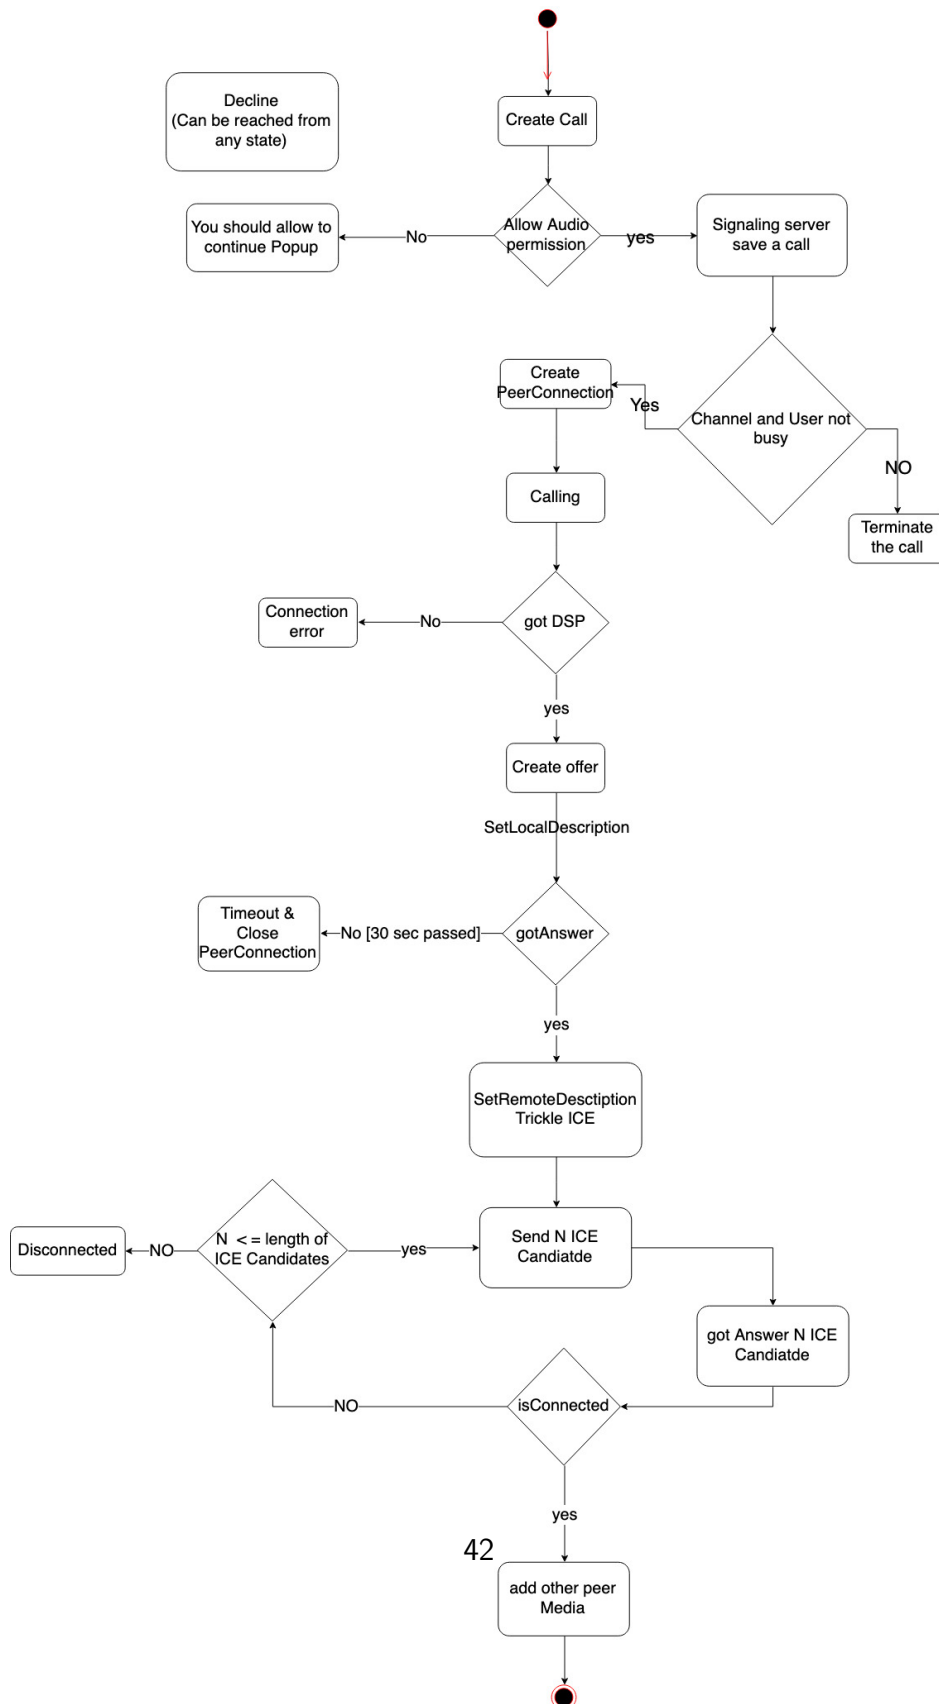 Decline
(Can be reached from
any state)
Create Call
You should allow to
continue Popup
No
Allow Audio
permission
yes
Signaling server
save a call
Create
PeerConnection
Yes
Channel and User not
busy
NO
Calling
Terminate
the call
Connection
error
No
got DSP
yes
Create offer
SetLocalDescription
Timeout &
Close
PeerConnection
No [30 sec passed]
gotAnswer
yes
SetRemoteDesctiption
Trickle ICE
Disconnected
NO
N < = length of
ICE Candidates
yes
Send N ICE
Candiatde
got Answer N ICE
Candiatde
NO
isConnected
yes
42
add other peer
Media